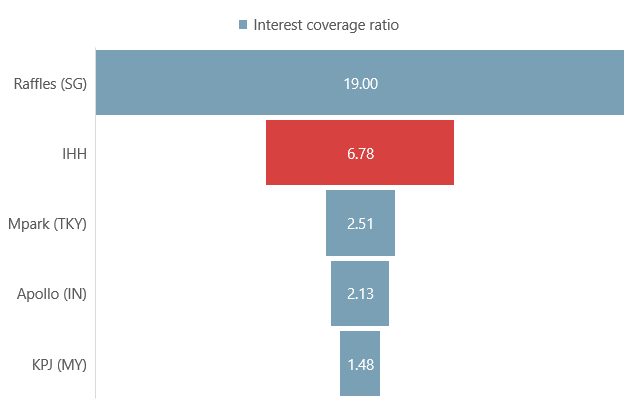 Interest coverage ratio
Raffles (SG) 19.00
IHH 6.78
Mpark (TKY) 2.51
Apollo (IN) 2.13
KPJ (MY) 1.48